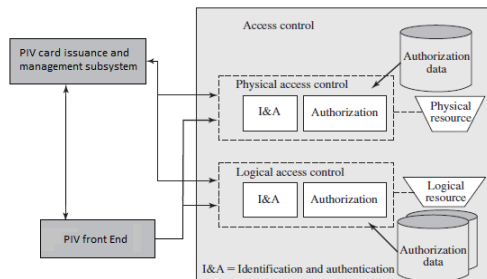 Access control
PIV card issuance and
management subsystem
Authorization
data
Physical access control
I&A
Authorization
Physical
resource
Logical access control
I&A
Authorization
Logical
resource
PIV front End
Authorization
data
I&A = Identification and authentication